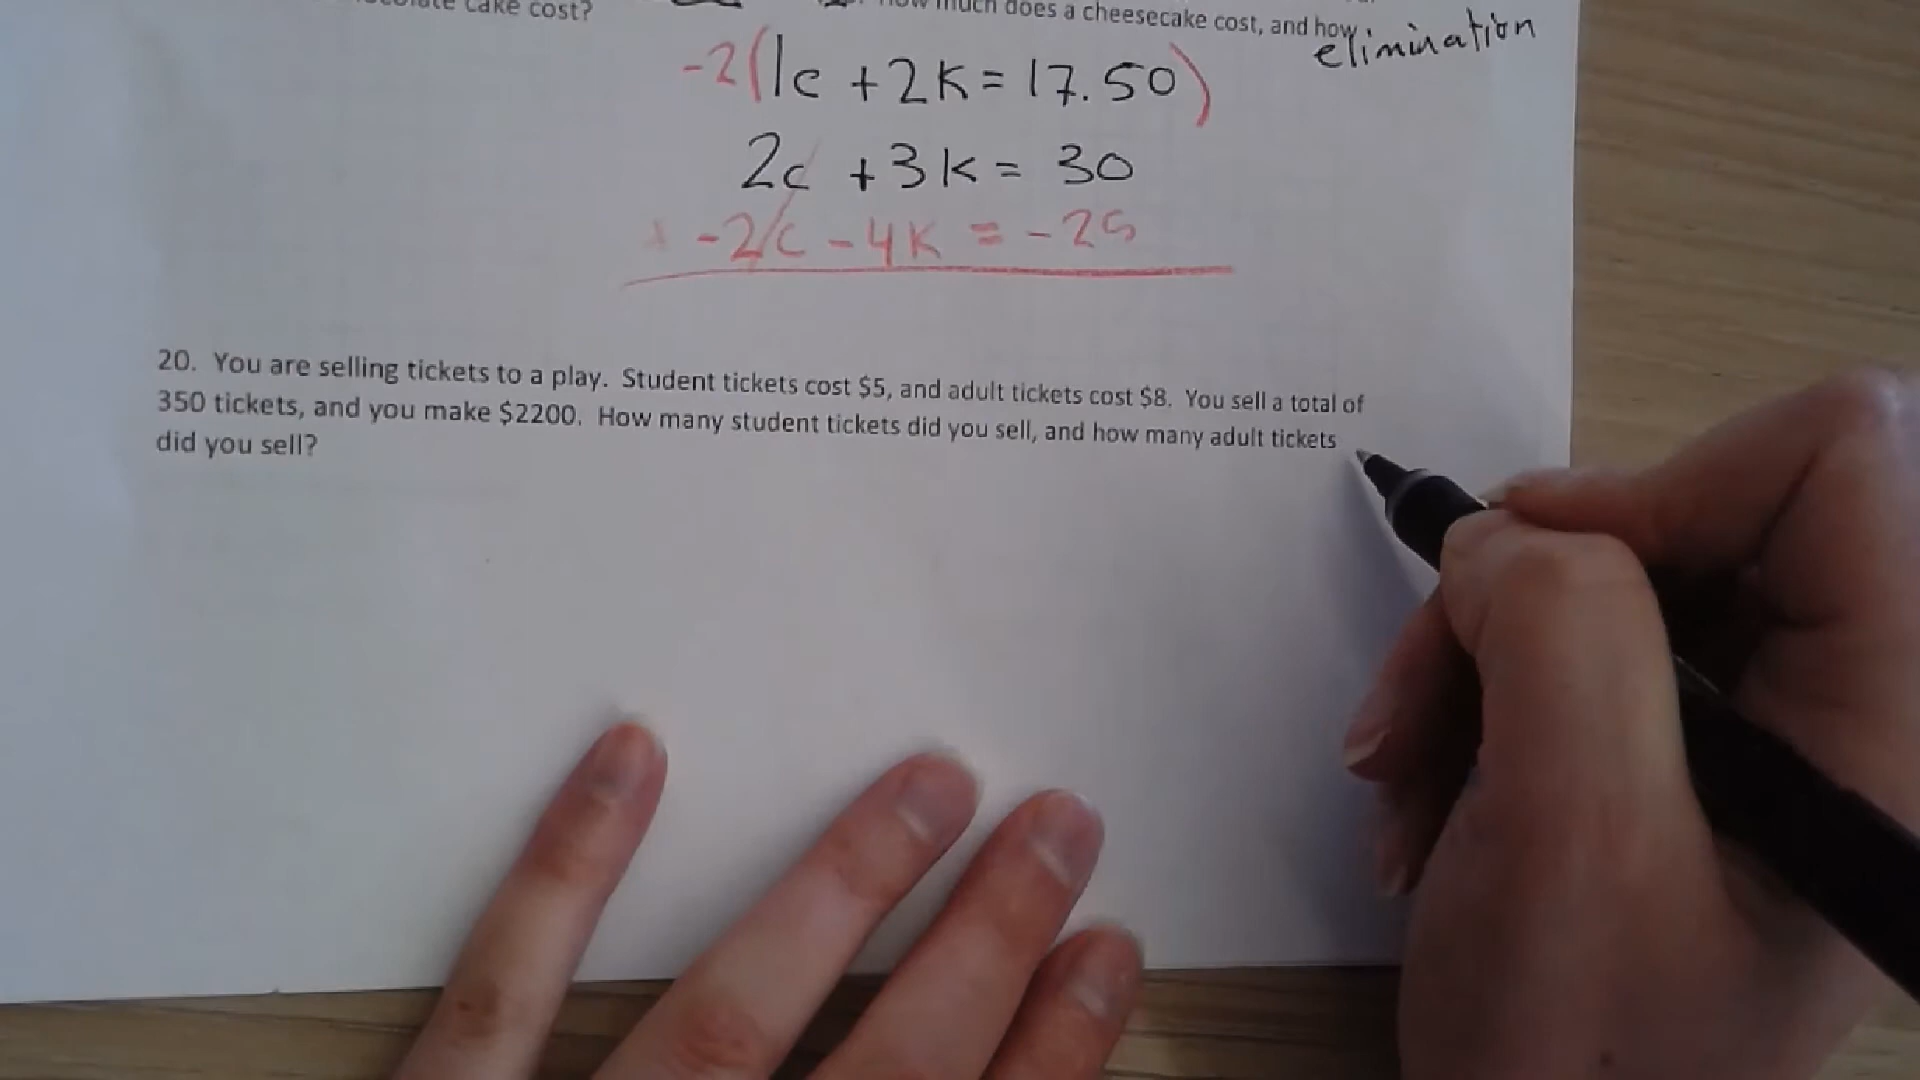 cake cost?
much does a cheesecake cost, and how
elimination
-2(1c + 2K = 17.50)
2c + 3K = 30
-2c - 4K = -25
20. You are selling tickets to a play. Student tickets cost $5, and adult tickets cost $8. You sell a total of
350 tickets, and you make $2200. How many student tickets did you sell, and how many adult tickets
did you sell?